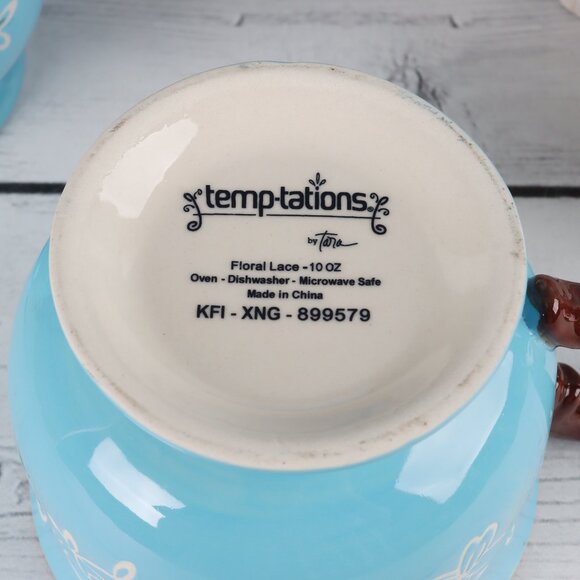 temp-tations®
by Tara
Floral Lace - 10 OZ
Oven - Dishwasher - Microwave Safe
Made in China
KFI - XNG - 899579